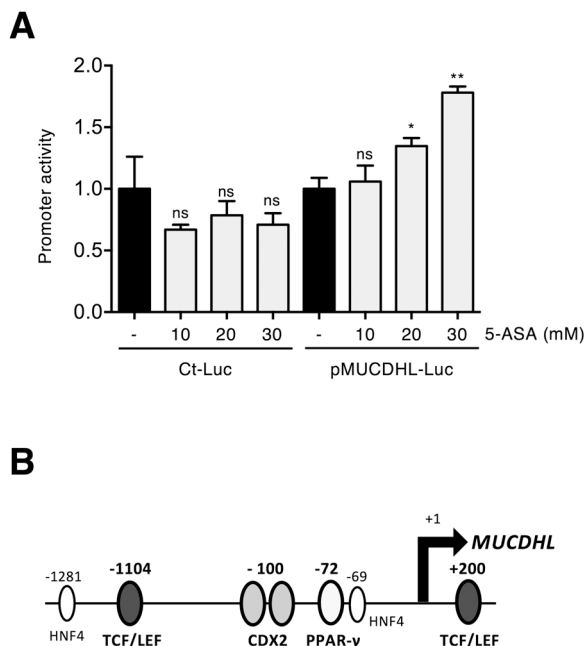 A
2.0
1.5
1.0
0.5
0.0
Promoter activity
ns ns ns ns * **
- 10 20 30 - 10 20 30 5-ASA (mM)
Ct-Luc pMUCDHL-Luc
B
+1
MUCDHL
-1281 -1104 - 100 -72 -69 +200
HNF4 TCF/LEF CDX2 PPAR-ν HNF4 TCF/LEF